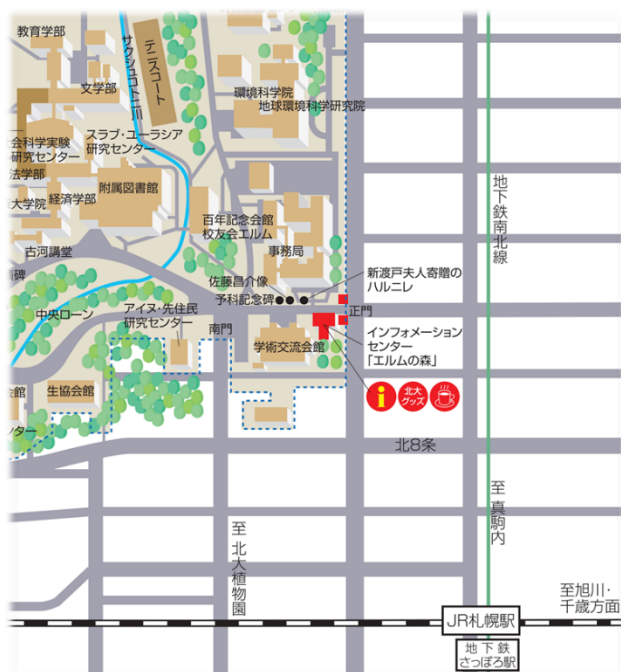 教育学部
文学部
サクシュコトニ川
テニスコート
環境科学院
地球環境科学研究院
会科学実験
研究センター
スラブ・ユーラシア
研究センター
法学部
大学院
経済学部
附属図書館
地下鉄南北線
百年記念会館
校友会エルム
事務局
古河講堂
碑
佐藤昌介像
予科記念碑
新渡戸夫人寄贈の
ハルニレ
中央ローン
アイヌ・先住民
研究センター
南門
正門
学術交流会館
インフォメーション
センター
「エルムの森」
会館
生協会館
i
北大
グッズ
ンター
北8条
至 北大植物園
至 真駒内
至旭川・
千歳方面
JR札幌駅
地下鉄
さっぽろ駅